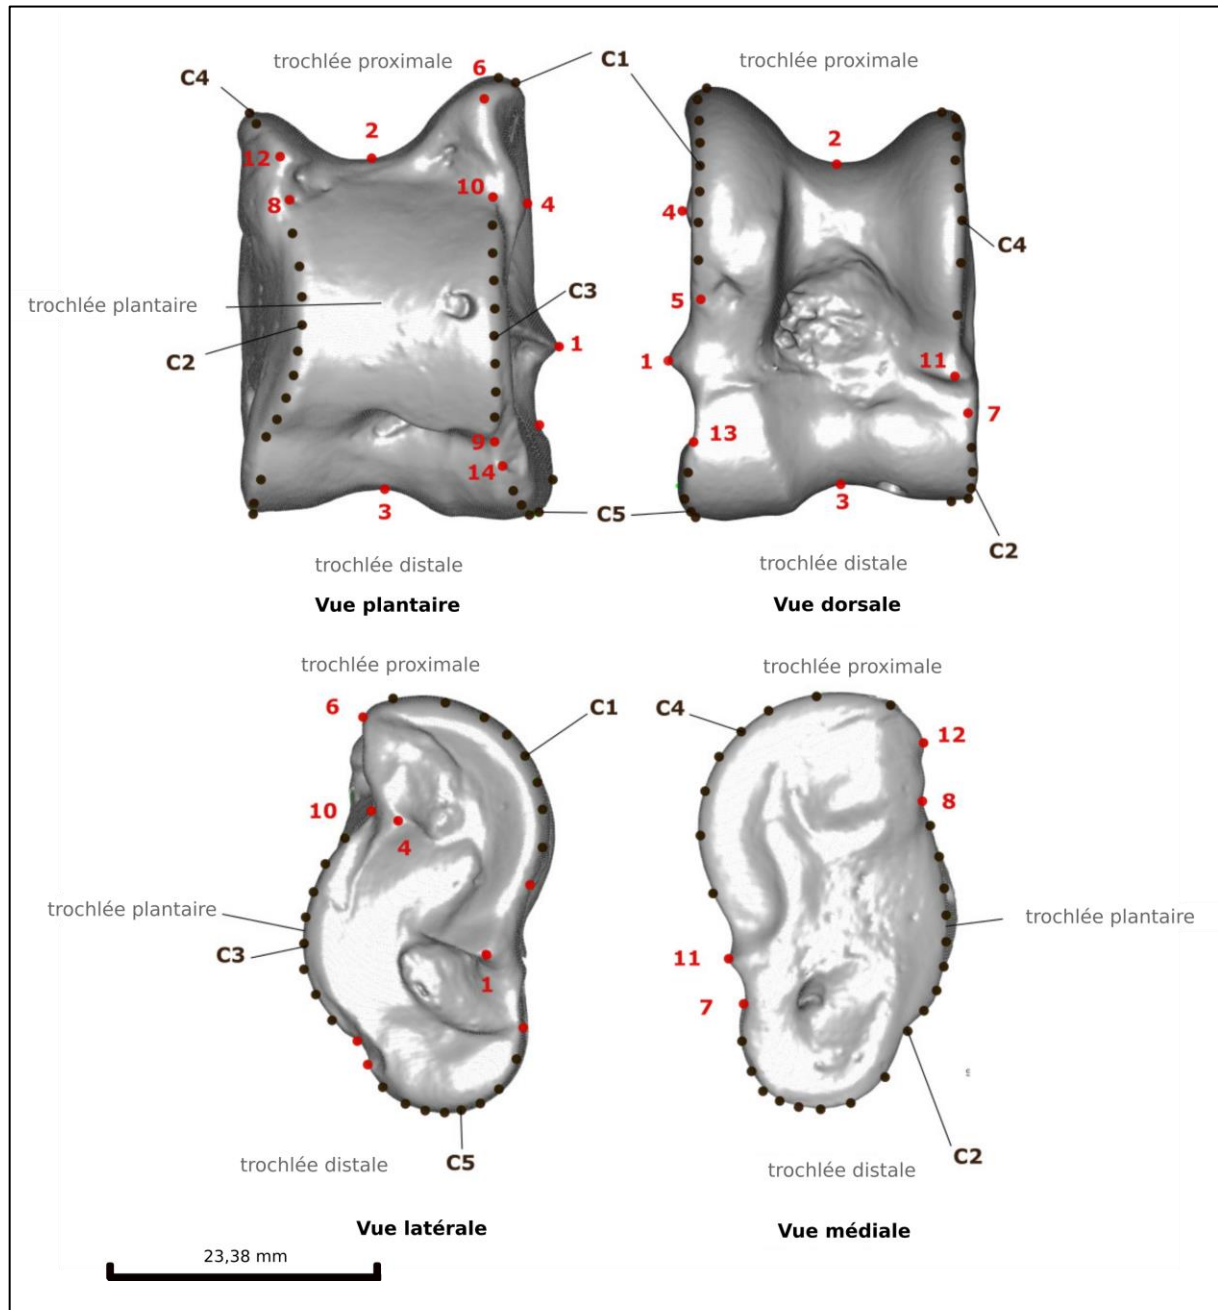 trochlée proximale
6
C1
trochlée proximale
C4
2
2
12
10
8
4
4
C4
trochlée plantaire
C3
5
C2
1
1
11
7
9
13
14
3
C5
3
C2
trochlée distale
trochlée distale
Vue plantaire
Vue dorsale
trochlée proximale
trochlée proximale
6
C1
C4
12
10
8
4
trochlée plantaire
trochlée plantaire
C3
11
1
7
C5
C2
trochlée distale
trochlée distale
Vue latérale
Vue médiale
23,38 mm